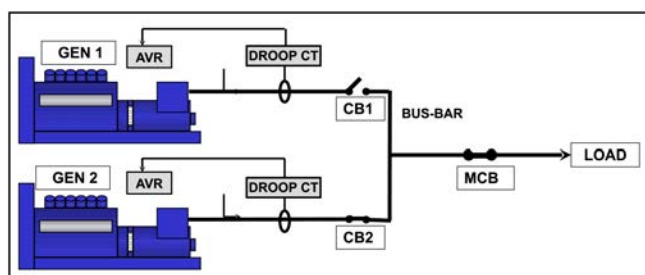 GEN 1
AVR
DROOP CT
CB1
BUS-BAR
GEN 2
AVR
DROOP CT
CB2
MCB
LOAD